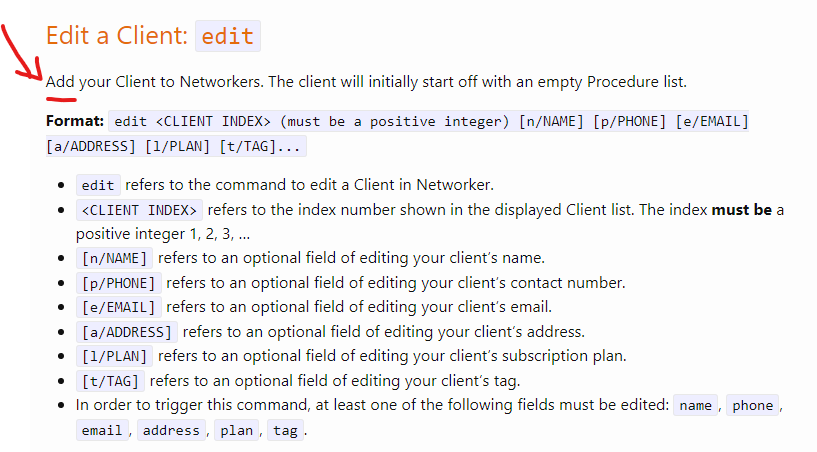 Edit a Client: edit
Add your Client to Networkers. The client will initially start off with an empty Procedure list.
Format: edit <CLIENT INDEX> (must be a positive integer) [n/NAME] [p/PHONE] [e/EMAIL]
[a/ADDRESS] [l/PLAN] [t/TAG]...
• edit refers to the command to edit a Client in Networker.
• <CLIENT INDEX> refers to the index number shown in the displayed Client list. The index must be a
positive integer 1, 2, 3, …
• [n/NAME] refers to an optional field of editing your client’s name.
• [p/PHONE] refers to an optional field of editing your client’s contact number.
• [e/EMAIL] refers to an optional field of editing your client’s email.
• [a/ADDRESS] refers to an optional field of editing your client’s address.
• [l/PLAN] refers to an optional field of editing your client’s subscription plan.
• [t/TAG] refers to an optional field of editing your client’s tag.
• In order to trigger this command, at least one of the following fields must be edited: name, phone,
email, address, plan, tag.